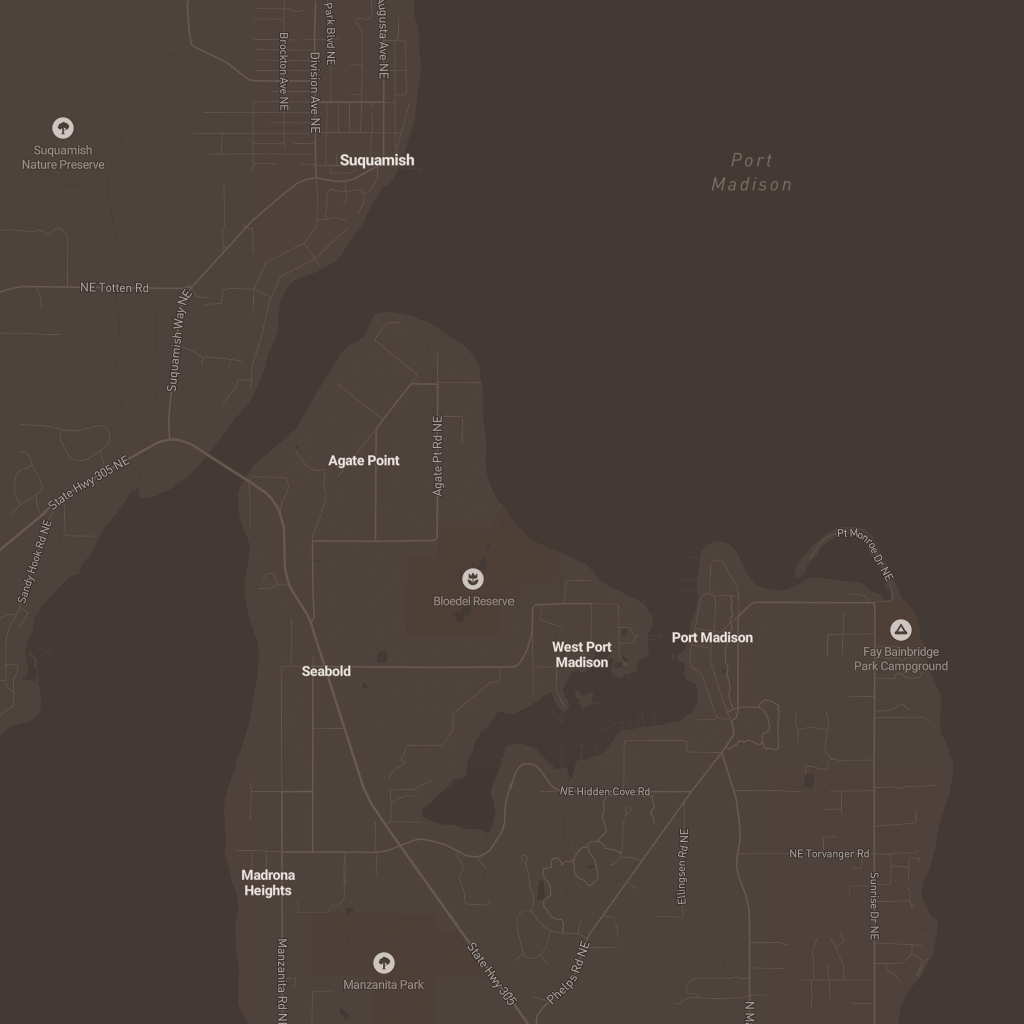 Park Blvd NE
Augusta Ave NE
Brockton Ave NE
Division Ave NE
Suquamish
Nature Preserve
Suquamish
Port
Madison
NE Totten Rd
Suquamish Way NE
Agate Point
Agate Pt Rd NE
State Hwy 305 NE
Sandy Hook Rd NE
Pt Monroe Dr NE
Bloedel Reserve
West Port
Madison
Port Madison
Fay Bainbridge
Park Campground
Seabold
NE Hidden Cove Rd
Ellingsen Rd NE
NE Torvanger Rd
Sunrise Dr NE
Madrona
Heights
Manzanita Rd
Manzanita Park
State Hwy 305
Phelps Rd NE